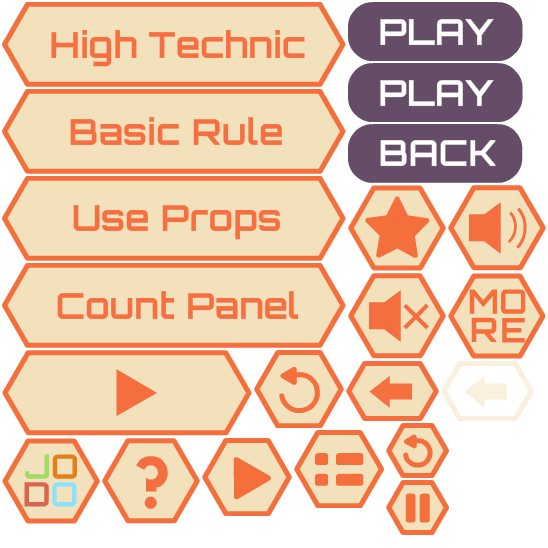 High Technic
PLAY
Basic Rule
PLAY
BACK
Use Props
Count Panel
MO
RE
JO
DO
?